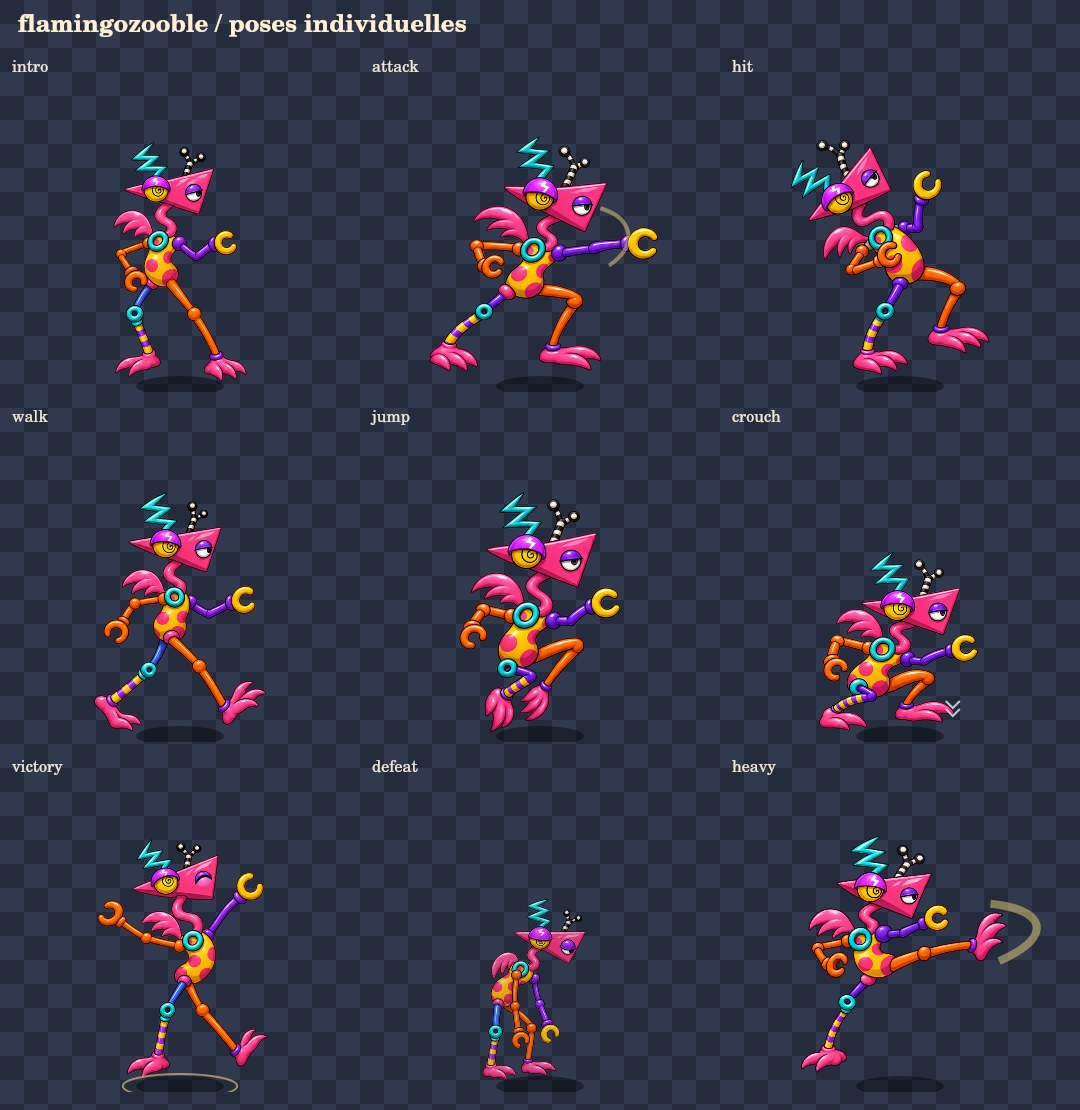 flamingozooble / poses individuelles
intro
attack
hit
walk
jump
crouch
victory
defeat
heavy